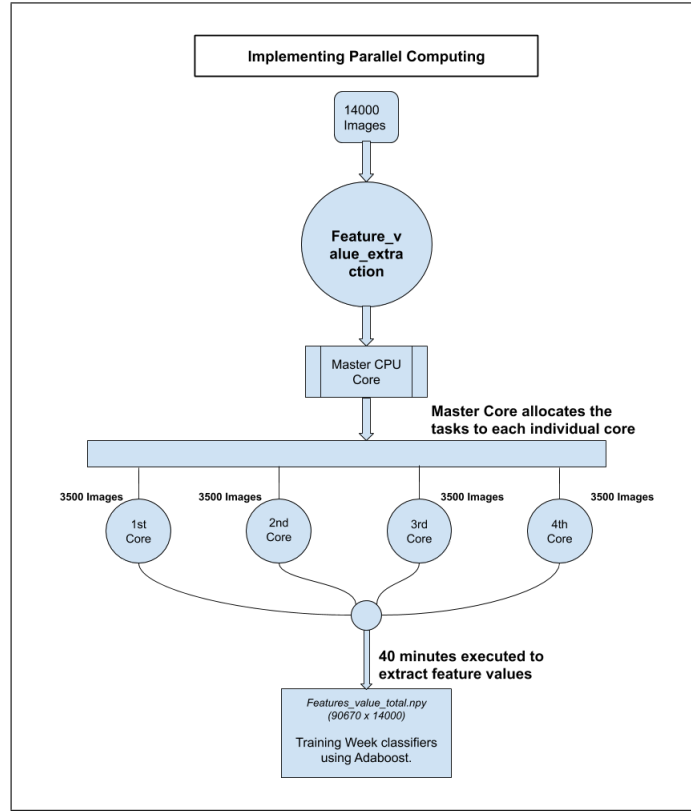 Implementing Parallel Computing
14000
Images
Feature_v
alue_extra
ction
Master CPU
Core
Master Core allocates the
tasks to each individual core
3500 Images
3500 Images
3500 Images
3500 Images
1st
Core
2nd
Core
3rd
Core
4th
Core
40 minutes executed to
extract feature values
Features_value_total.npy
(90670 x 14000)
Training Week classifiers
using Adaboost.